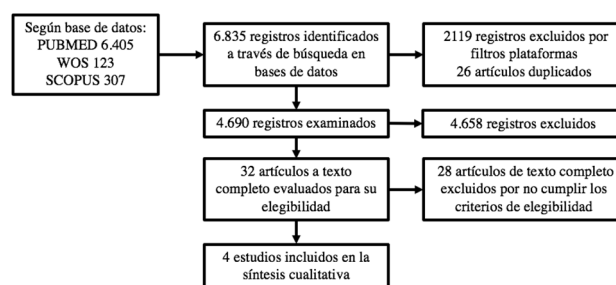 Según base de datos:
PUBMED 6.405
WOS 123
SCOPUS 307
6.835 registros identificados
a través de búsqueda en
bases de datos
2119 registros excluidos por
filtros plataformas
26 artículos duplicados
4.690 registros examinados
4.658 registros excluidos
32 artículos a texto
completo evaluados para su
elegibilidad
28 artículos de texto completo
excluidos por no cumplir los
criterios de elegibilidad
4 estudios incluidos en la
síntesis cualitativa